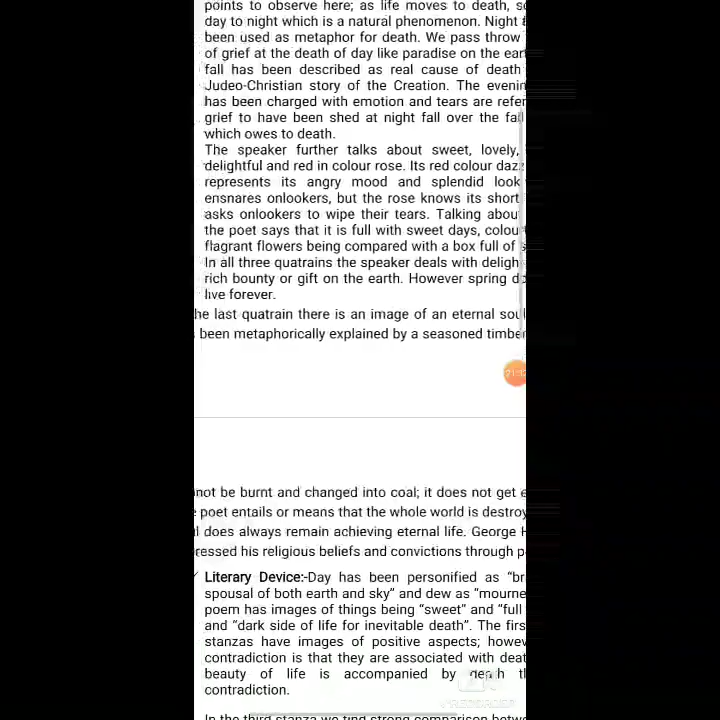 points to observe here; as life moves to death, s
day to night which is a natural phenomenon. Night
been used as metaphor for death. We pass throw
of grief at the death of day like paradise on the ear
fall has been described as real cause of death
Judeo-Christian story of the Creation. The evenin
has been charged with emotion and tears are refer
grief to have been shed at night fall over the fal
which owes to death.
The speaker further talks about sweet, lovely,
delightful and red in colour rose. Its red colour daz
represents its angry mood and splendid look
ensnares onlookers, but the rose knows its short
asks onlookers to wipe their tears. Talking abou
the poet says that it is full with sweet days, colou
flagrant flowers being compared with a box full of s
In all three quatrains the speaker deals with deligh
rich bounty or gift on the earth. However spring do
live forever.
he last quatrain there is an image of an eternal sou
been metaphorically explained by a seasoned timbe
not be burnt and changed into coal; it does not get
poet entails or means that the whole world is destroy
l does always remain achieving eternal life. George H
ressed his religious beliefs and convictions through p
Literary Device:-Day has been personified as “br
spousal of both earth and sky” and dew as “mourne
poem has images of things being “sweet” and “full
and “dark side of life for inevitable death”. The firs
stanzas have images of positive aspects; howev
contradiction is that they are associated with deat
beauty of life is accompanied by death t
contradiction.
In the third stanza we find strong comparison betw